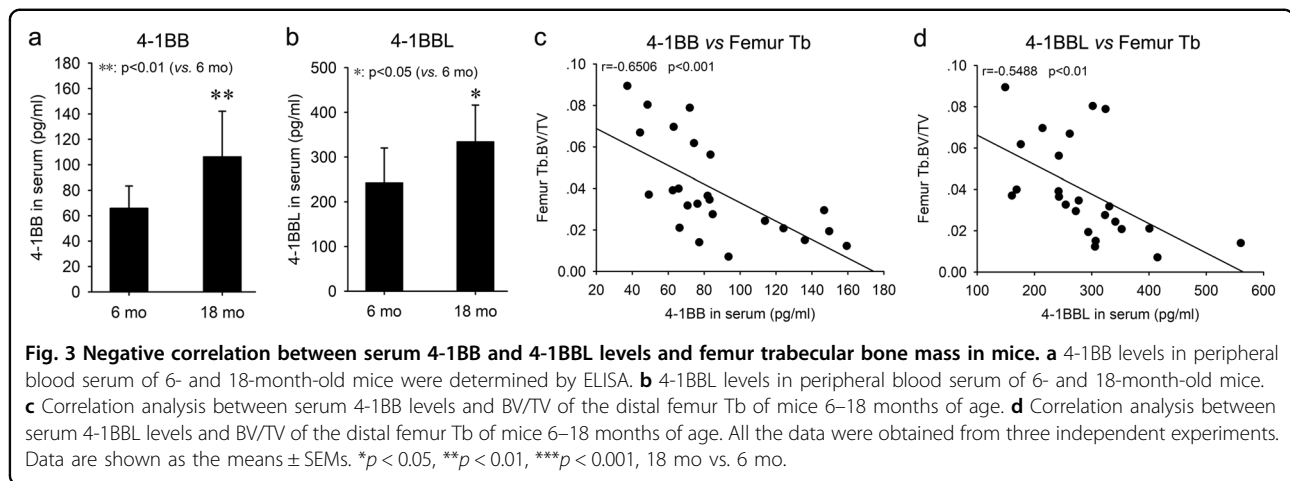 a
4-1BB
**: p<0.01 (vs. 6 mo)
**
4-1BB in serum (pg/ml)
180
160
140
120
100
80
60
40
20
0
6 mo 18 mo
b
4-1BBL
*: p<0.05 (vs. 6 mo)
*
4-1BBL in serum (pg/ml)
500
400
300
200
100
0
6 mo 18 mo
c
4-1BB vs Femur Tb
r=-0.6506 p<0.001
Femur Tb.BV/TV
.10
0.08
0.06
0.04
0.02
0.00
20 40 60 80 100 120 140 160 180
4-1BB in serum (pg/ml)
d
4-1BBL vs Femur Tb
r=-0.5488 p<0.01
Femur Tb.BV/TV
.10
0.08
0.06
0.04
0.02
0.00
100 200 300 400 500 600
4-1BBL in serum (pg/ml)
Fig. 3 Negative correlation between serum 4-1BB and 4-1BBL levels and femur trabecular bone mass in mice. a 4-1BB levels in peripheral
blood serum of 6- and 18-month-old mice were determined by ELISA. b 4-1BBL levels in peripheral blood serum of 6- and 18-month-old mice.
c Correlation analysis between serum 4-1BB levels and BV/TV of the distal femur Tb of mice 6–18 months of age. d Correlation analysis between
serum 4-1BBL levels and BV/TV of the distal femur Tb of mice 6–18 months of age. All the data were obtained from three independent experiments.
Data are shown as the means ± SEMs. *p < 0.05, **p < 0.01, ***p < 0.001, 18 mo vs. 6 mo.